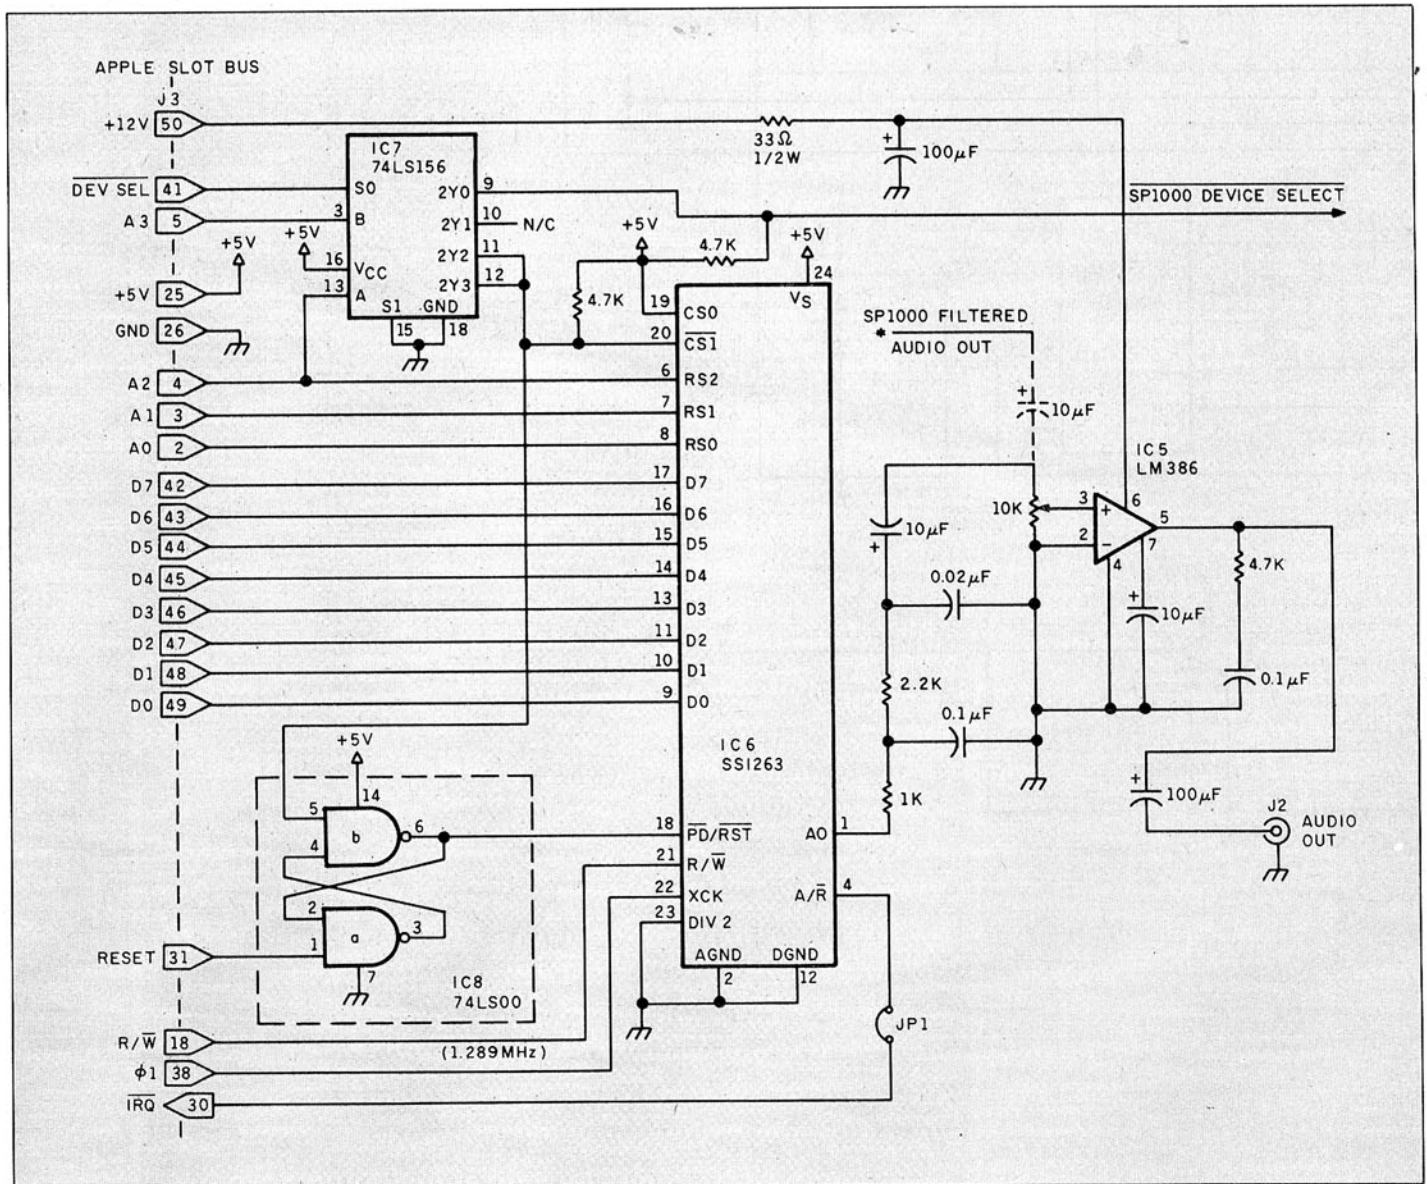 APPLE SLOT BUS
J3
+12V 50
DEV SEL 41
A3 5
+5V 25
GND 26
A2 4
A1 3
A0 2
D7 42
D6 43
D5 44
D4 45
D3 46
D2 47
D1 48
D0 49
RESET 31
R/W 18
φ1 38
IRQ 30
+5V
+5V
IC7
74LS156
S0
3 B
16 VCC
13 A
S1 GND
15 18
2Y0 9
2Y1 10 N/C
2Y2 11
2Y3 12
33Ω
1/2W
100μF
SP1000 DEVICE SELECT
+5V
4.7K
4.7K
+5V
24
VS
19 CS0
20 CS1
6 RS2
7 RS1
8 RS0
17 D7
16 D6
15 D5
14 D4
13 D3
11 D2
10 D1
9 D0
IC6
SSI263
18 PD/RST
21 R/W
22 XCK
23 DIV 2
AGND DGND
2 12
AO 1
A/R 4
+5V
14
5
4
b
6
2
1
a
3
7
IC8
74LS00
(1.289MHz)
JP1
SP1000 FILTERED
* AUDIO OUT
+
10μF
10μF
+
10K
0.02μF
2.2K
0.1μF
1K
IC5
LM386
3 +
2 −
6
5
7
4
+
10μF
4.7K
0.1μF
+
100μF
J2
AUDIO
OUT